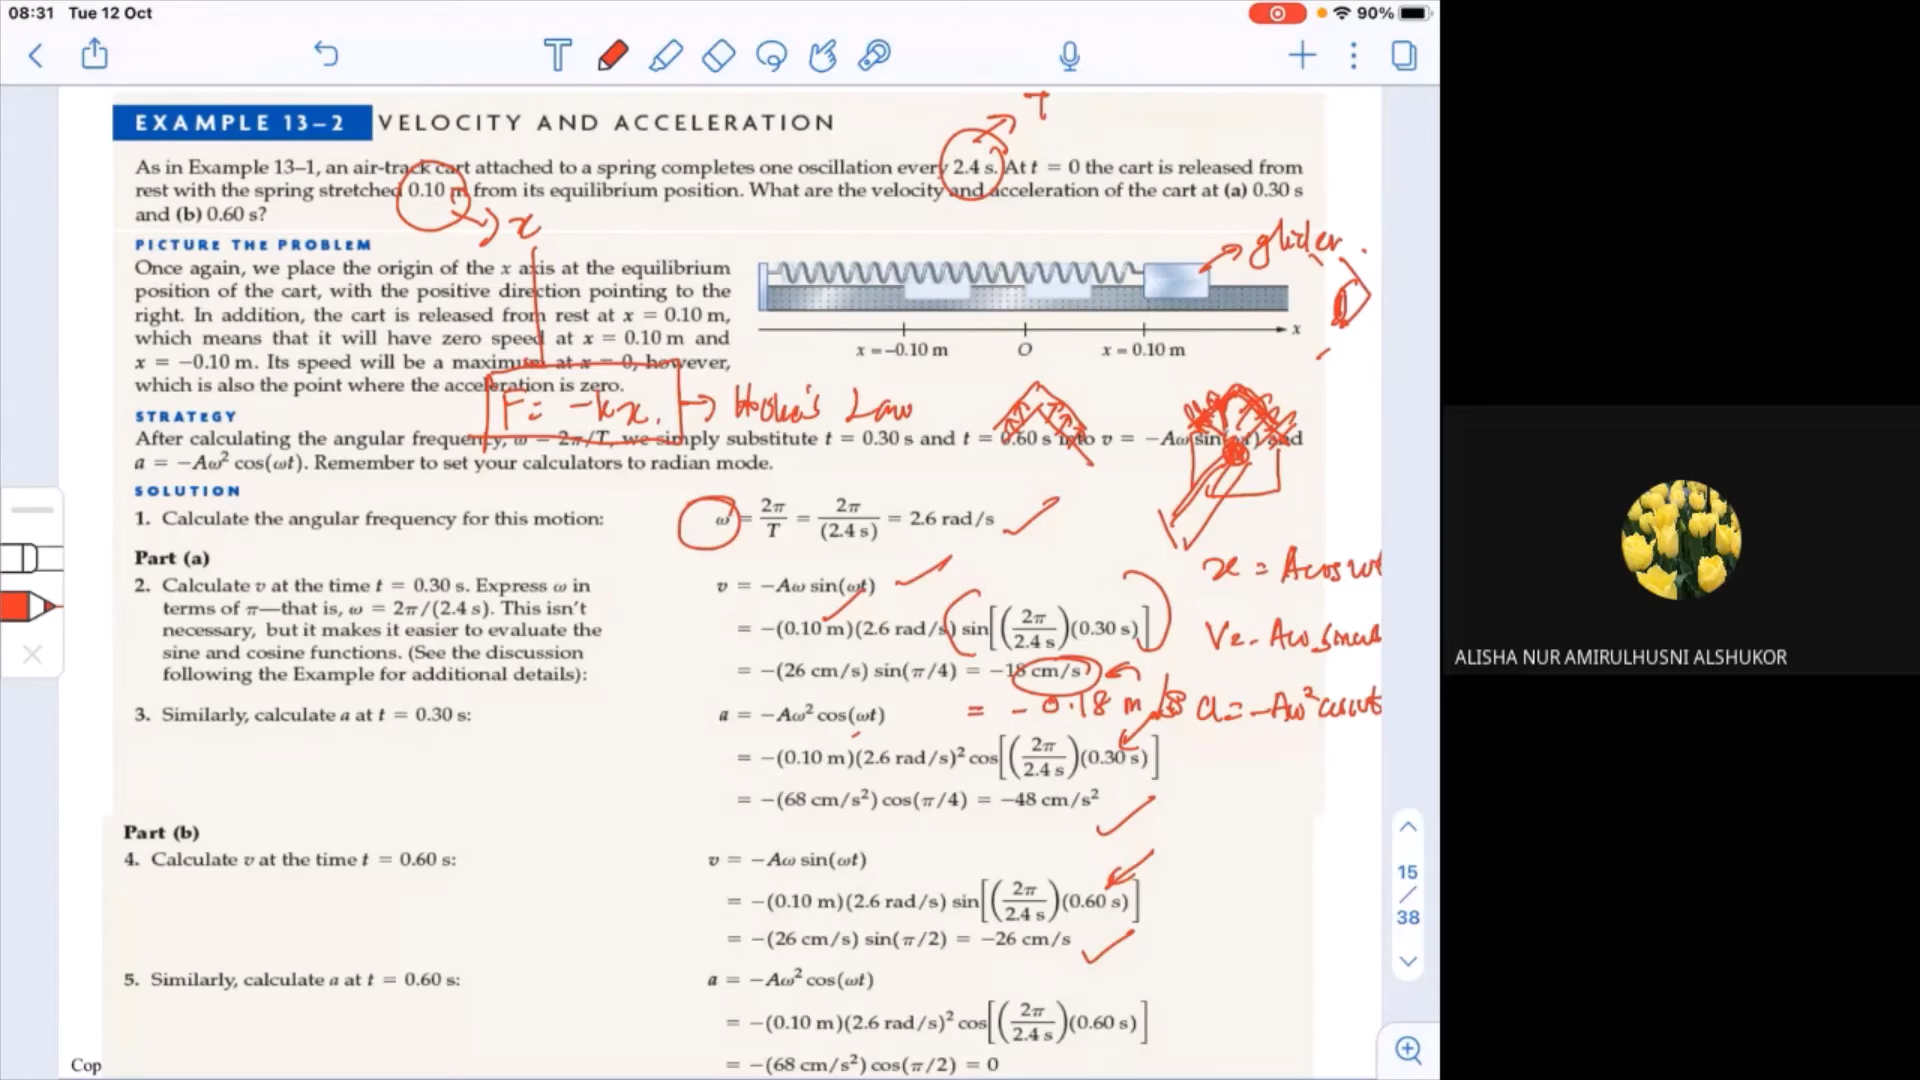 08:31 Tue 12 Oct
90%
EXAMPLE 13–2 VELOCITY AND ACCELERATION
T
As in Example 13–1, an air-track cart attached to a spring completes one oscillation every 2.4 s. At t = 0 the cart is released from
rest with the spring stretched 0.10 m from its equilibrium position. What are the velocity and acceleration of the cart at (a) 0.30 s
and (b) 0.60 s?
x
PICTURE THE PROBLEM
Once again, we place the origin of the x axis at the equilibrium
position of the cart, with the positive direction pointing to the
right. In addition, the cart is released from rest at x = 0.10 m,
which means that it will have zero speed at x = 0.10 m and
x = −0.10 m. Its speed will be a maximum at x = 0, however,
which is also the point where the acceleration is zero.
glider
x
x = −0.10 m O x = 0.10 m
F = -kx. → Hooke's Law
STRATEGY
After calculating the angular frequency, ω = 2π/T, we simply substitute t = 0.30 s and t = 0.60 s into v = −Aω sin(ωt) and
a = −Aω² cos(ωt). Remember to set your calculators to radian mode.
SOLUTION
1. Calculate the angular frequency for this motion: ω = 2π/T = 2π/(2.4 s) = 2.6 rad/s
Part (a)
2. Calculate v at the time t = 0.30 s. Express ω in
terms of π—that is, ω = 2π/(2.4 s). This isn't
necessary, but it makes it easier to evaluate the
sine and cosine functions. (See the discussion
following the Example for additional details):
v = −Aω sin(ωt)
= −(0.10 m)(2.6 rad/s) sin[(2π/2.4 s)(0.30 s)]
= −(26 cm/s) sin(π/4) = −18 cm/s
= - 0.18 m/s
x = A cos ωt
V = - Aω sin ωt
a = -Aω² cos ωt
3. Similarly, calculate a at t = 0.30 s:
a = −Aω² cos(ωt)
= −(0.10 m)(2.6 rad/s)² cos[(2π/2.4 s)(0.30 s)]
= −(68 cm/s²) cos(π/4) = −48 cm/s²
Part (b)
4. Calculate v at the time t = 0.60 s:
v = −Aω sin(ωt)
= −(0.10 m)(2.6 rad/s) sin[(2π/2.4 s)(0.60 s)]
= −(26 cm/s) sin(π/2) = −26 cm/s
5. Similarly, calculate a at t = 0.60 s:
a = −Aω² cos(ωt)
= −(0.10 m)(2.6 rad/s)² cos[(2π/2.4 s)(0.60 s)]
= −(68 cm/s²) cos(π/2) = 0
Cop
15
/
38
ALISHA NUR AMIRULHUSNI ALSHUKOR